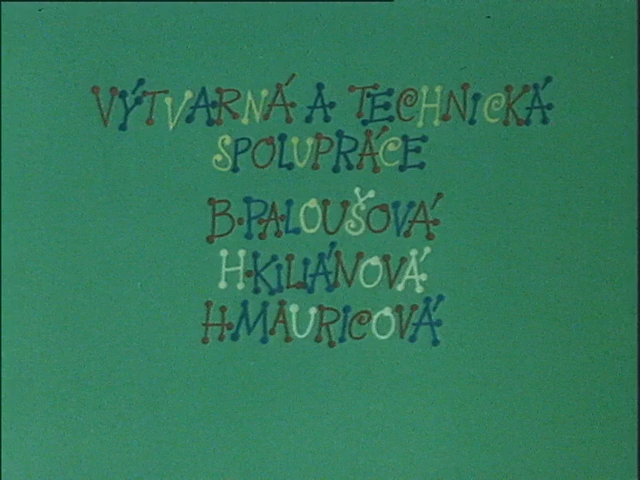 VÝTVARNÁ A TECHNICKÁ
SPOLUPRÁCE
B. PALOUŠOVÁ
H. KILIÁNOVÁ
H. MAURICOVÁ